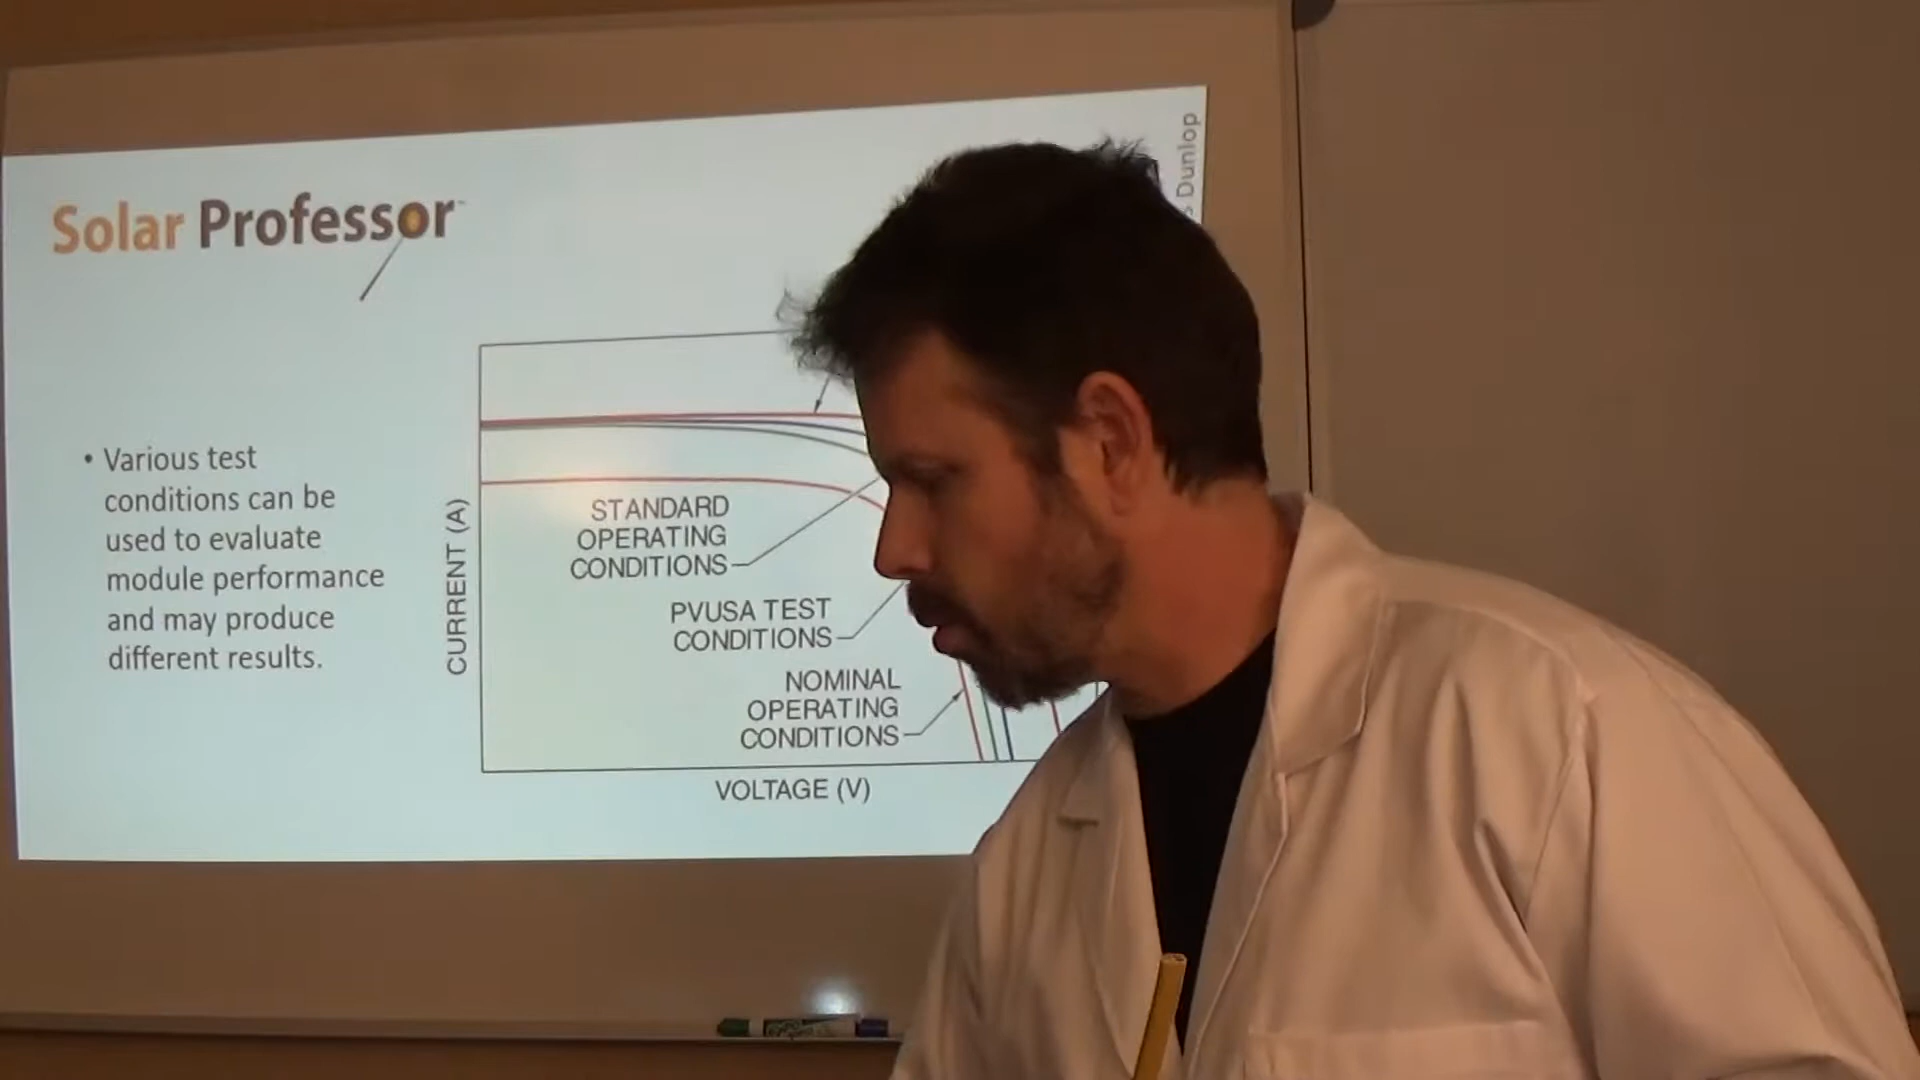 Solar Professor
Dunlop
• Various test
conditions can be
used to evaluate
module performance
and may produce
different results.
CURRENT (A)
STANDARD
OPERATING
CONDITIONS
PVUSA TEST
CONDITIONS
NOMINAL
OPERATING
CONDITIONS
VOLTAGE (V)